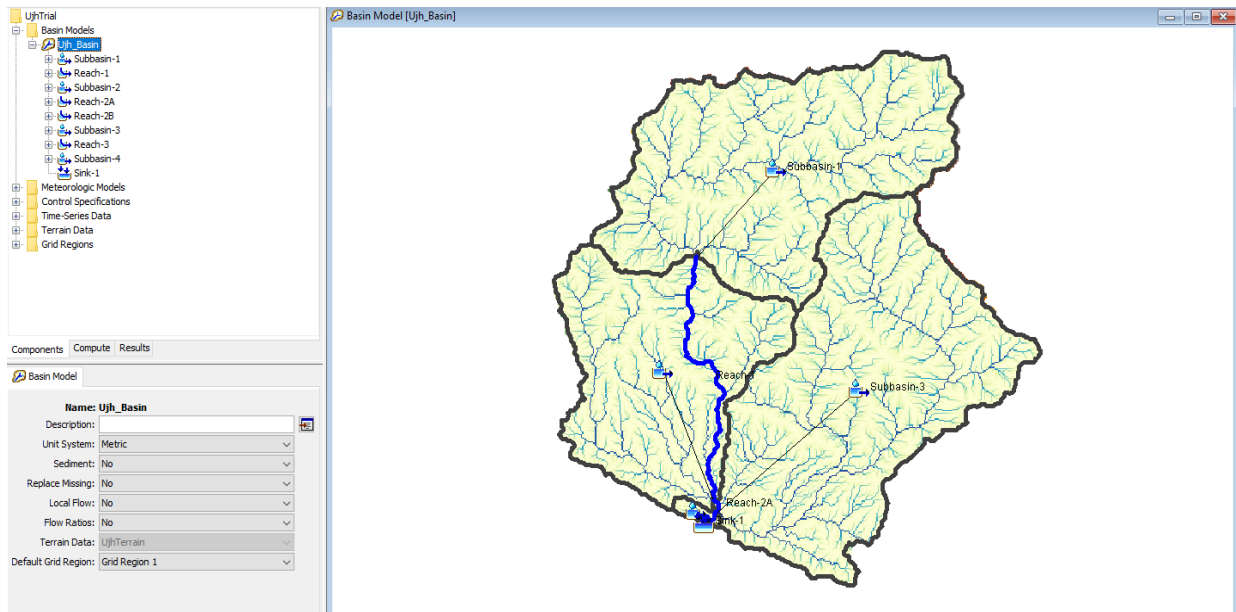 UjhTrial
Basin Models
Ujh_Basin
Subbasin-1
Reach-1
Subbasin-2
Reach-2A
Reach-2B
Subbasin-3
Reach-3
Subbasin-4
Sink-1
Meteorologic Models
Control Specifications
Time-Series Data
Terrain Data
Grid Regions
Components Compute Results
Basin Model
Name: Ujh_Basin
Description:
Unit System: Metric
Sediment: No
Replace Missing: No
Local Flow: No
Flow Ratios: No
Terrain Data: UjhTerrain
Default Grid Region: Grid Region 1
Basin Model [Ujh_Basin]
Subbasin-1
Subbasin-3
Reach-2A
Sink-1